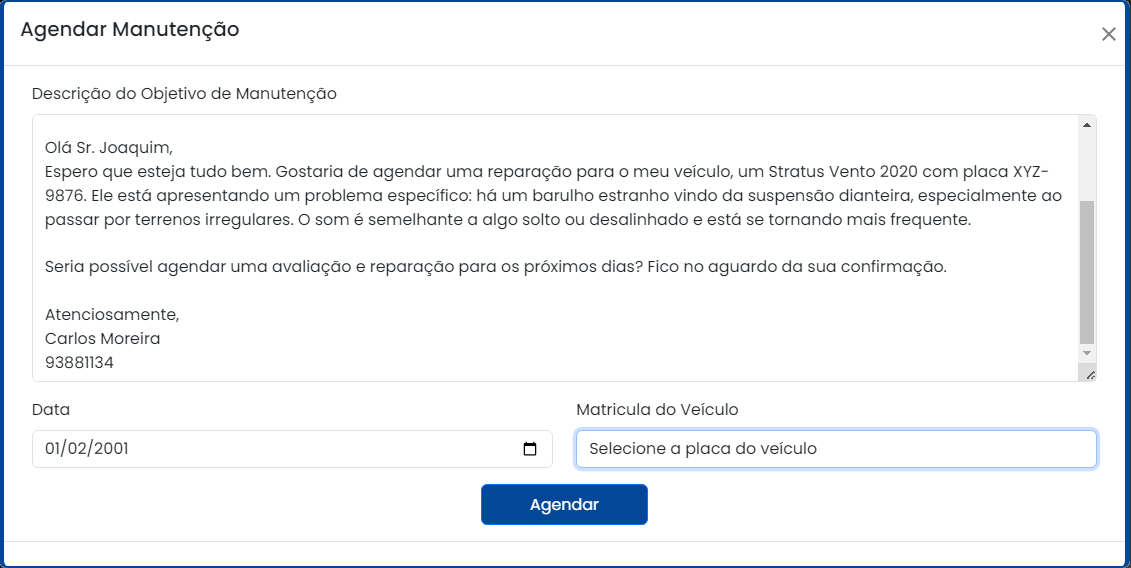 Agendar Manutenção
Descrição do Objetivo de Manutenção
Olá Sr. Joaquim,
Espero que esteja tudo bem. Gostaria de agendar uma reparação para o meu veículo, um Stratus Vento 2020 com placa XYZ-
9876. Ele está apresentando um problema específico: há um barulho estranho vindo da suspensão dianteira, especialmente ao
passar por terrenos irregulares. O som é semelhante a algo solto ou desalinhado e está se tornando mais frequente.
Seria possível agendar uma avaliação e reparação para os próximos dias? Fico no aguardo da sua confirmação.
Atenciosamente,
Carlos Moreira
93881134
Data
Matricula do Veículo
01/02/2001
Selecione a placa do veículo
Agendar